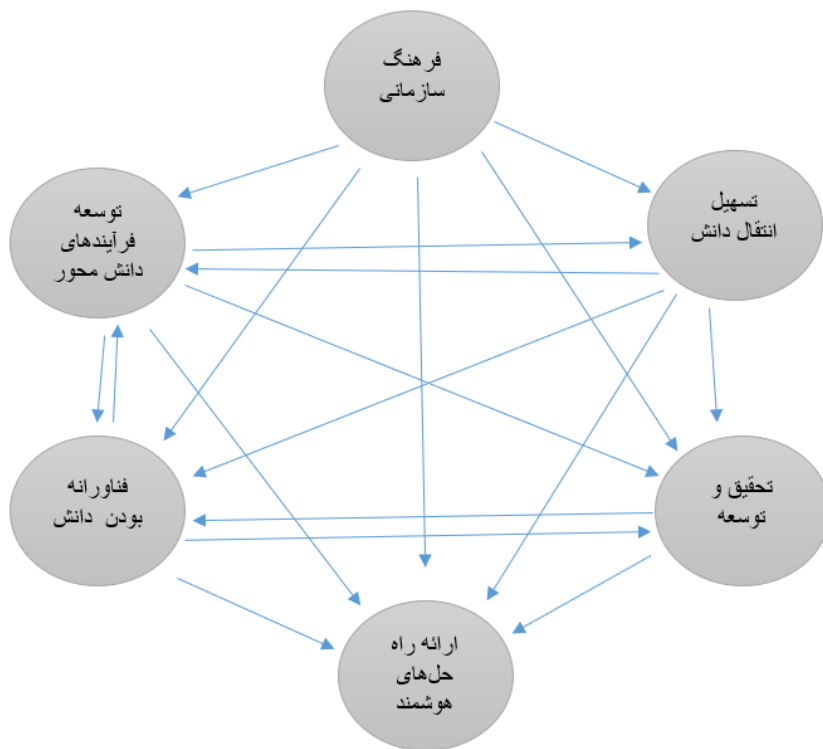 فرهنگ
سازمانی
تسهیل
انتقال دانش
توسعه
فرآیندهای
دانش محور
فناورانه
بودن دانش
تحقیق و
توسعه
ارائه راه
حل‌های
هوشمند